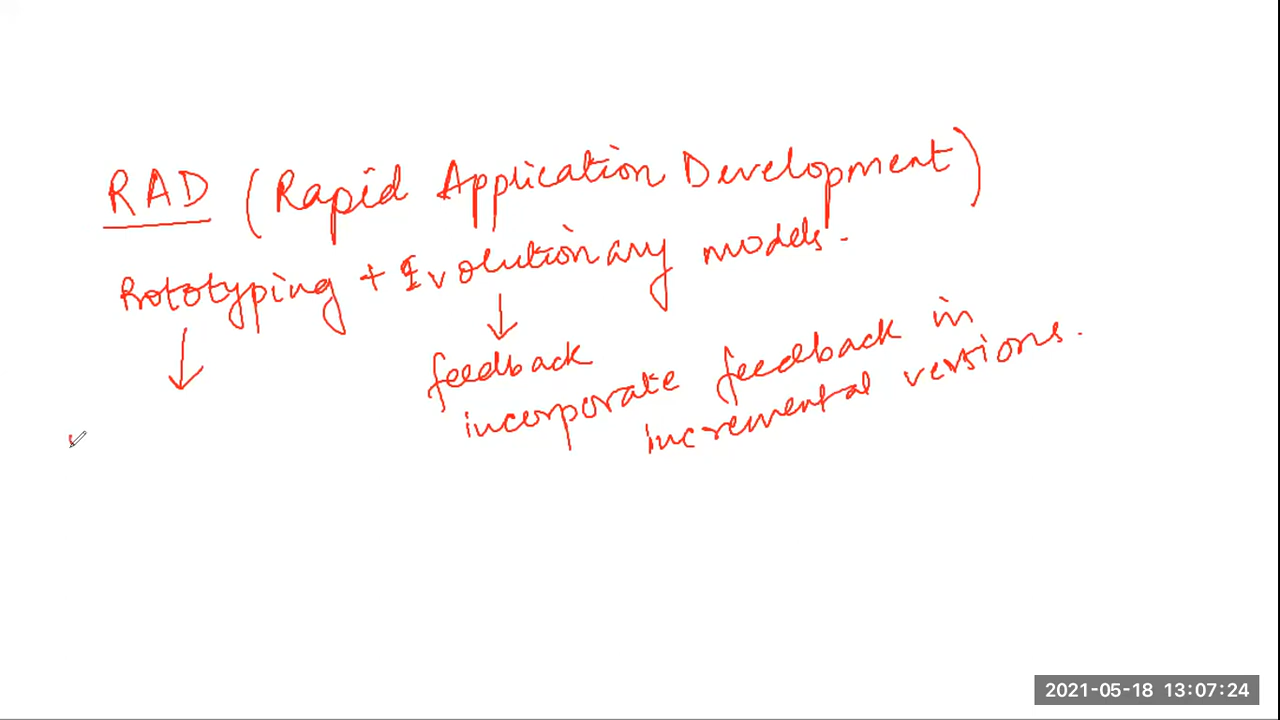 RAD (Rapid Application Development)
Prototyping + Evolutionary models.
feedback
incorporate feedback in
incremental versions.
2021-05-18 13:07:24